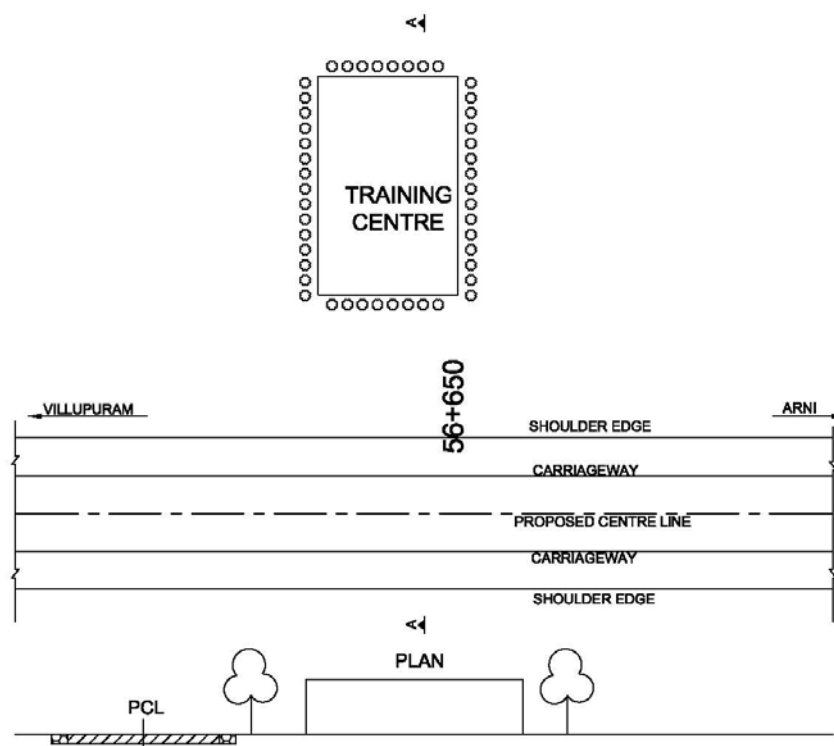 A
TRAINING
CENTRE
56+650
VILLUPURAM
ARNI
SHOULDER EDGE
CARRIAGEWAY
PROPOSED CENTRE LINE
CARRIAGEWAY
SHOULDER EDGE
A
PLAN
PCL